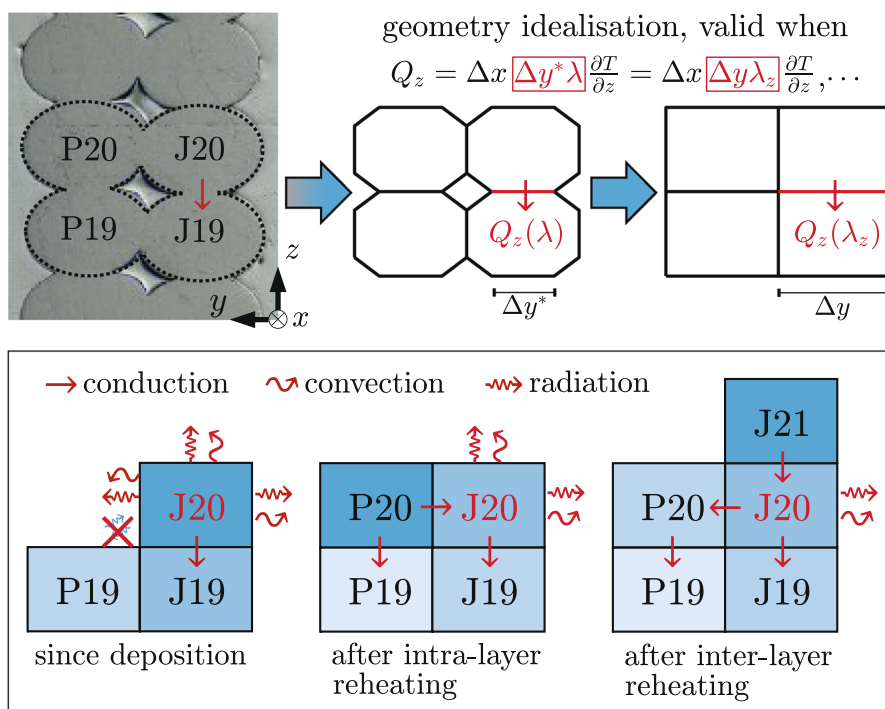 geometry idealisation, valid when
Q_z = Δx Δy*λ ∂T/∂z = Δx Δyλ_z ∂T/∂z ,...
P20 J20
P19 J19
z
y
x
Q_z(λ)
Δy*
Q_z(λ_z)
Δy
conduction convection radiation
J20
P19 J19
since deposition
P20 J20
P19 J19
after intra-layer
reheating
J21
P20 J20
P19 J19
after inter-layer
reheating